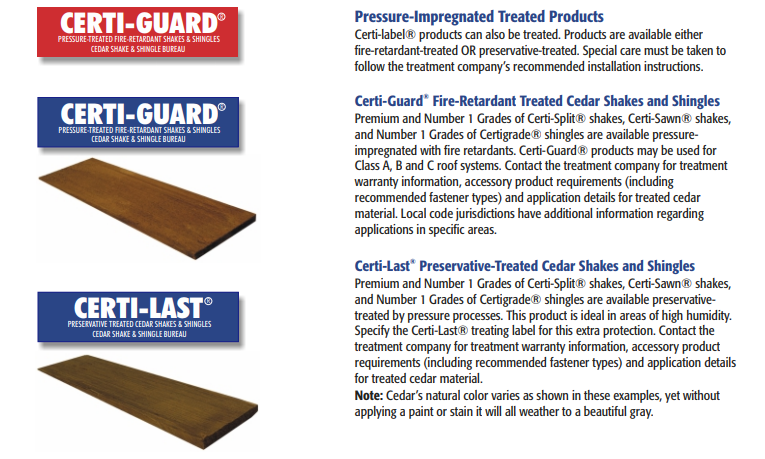 CERTI-GUARD®
PRESSURE-TREATED FIRE-RETARDANT SHAKES & SHINGLES
CEDAR SHAKE & SHINGLE BUREAU
CERTI-GUARD®
PRESSURE-TREATED FIRE-RETARDANT SHAKES & SHINGLES
CEDAR SHAKE & SHINGLE BUREAU
CERTI-LAST®
PRESERVATIVE TREATED CEDAR SHAKES & SHINGLES
CEDAR SHAKE & SHINGLE BUREAU
Pressure-Impregnated Treated Products
Certi-label® products can also be treated. Products are available either
fire-retardant-treated OR preservative-treated. Special care must be taken to
follow the treatment company's recommended installation instructions.
Certi-Guard® Fire-Retardant Treated Cedar Shakes and Shingles
Premium and Number 1 Grades of Certi-Split® shakes, Certi-Sawn® shakes,
and Number 1 Grades of Certigrade® shingles are available pressure-
impregnated with fire retardants. Certi-Guard® products may be used for
Class A, B and C roof systems. Contact the treatment company for treatment
warranty information, accessory product requirements (including
recommended fastener types) and application details for treated cedar
material. Local code jurisdictions have additional information regarding
applications in specific areas.
Certi-Last® Preservative-Treated Cedar Shakes and Shingles
Premium and Number 1 Grades of Certi-Split® shakes, Certi-Sawn® shakes,
and Number 1 Grades of Certigrade® shingles are available preservative-
treated by pressure processes. This product is ideal in areas of high humidity.
Specify the Certi-Last® treating label for this extra protection. Contact the
treatment company for treatment warranty information, accessory product
requirements (including recommended fastener types) and application details
for treated cedar material.
Note: Cedar's natural color varies as shown in these examples, yet without
applying a paint or stain it will all weather to a beautiful gray.